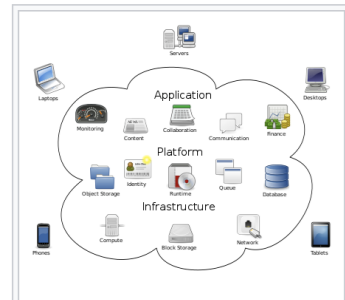 Servers
Application
Laptops
Desktops
Monitoring
Content
Collaboration
Communication
Finance
Platform
Object Storage
Identity
Runtime
Queue
Database
Infrastructure
Compute
Block Storage
Network
Phones
Tablets